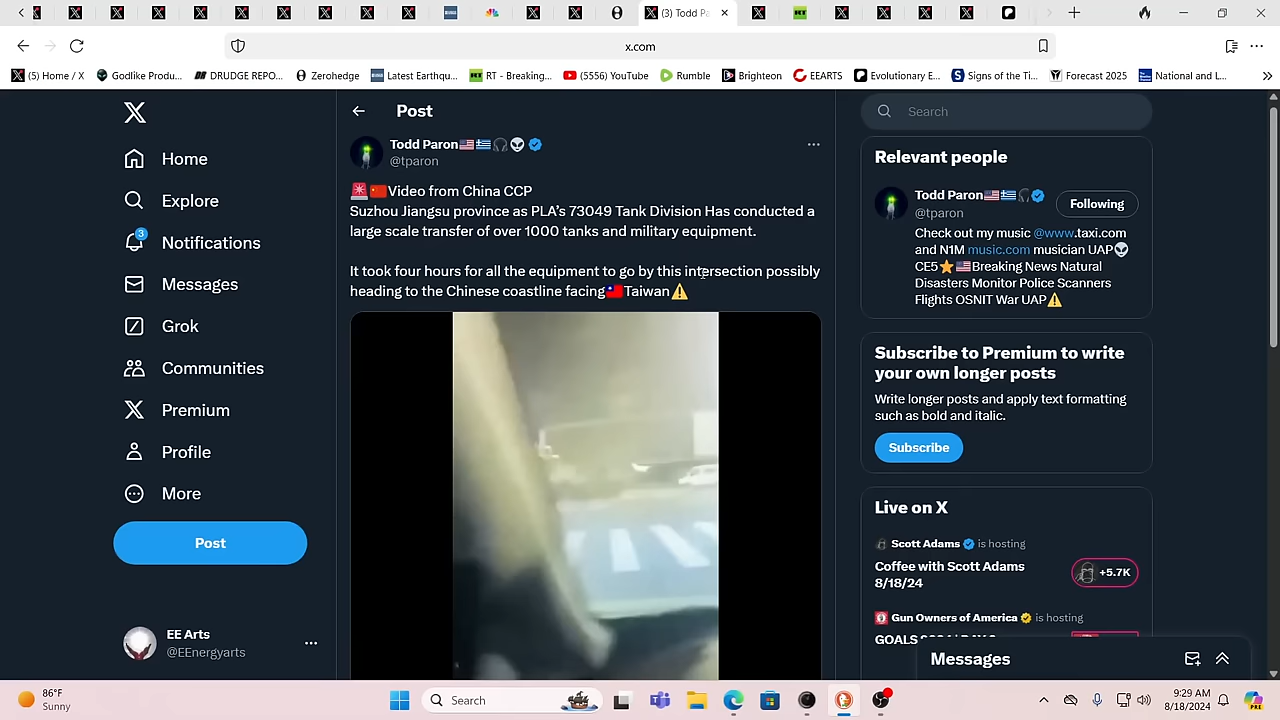 (3) Todd Pa
x.com
(5) Home / X
Godlike Produ...
DRUDGE REPO...
Zerohedge
Latest Earthqu...
RT - Breaking...
(5556) YouTube
Rumble
Brighteon
EEARTS
Evolutionary E...
Signs of the Ti...
Forecast 2025
National and L...
Home
Explore
3
Notifications
Messages
Grok
Communities
Premium
Profile
More
Post
EE Arts
@EEnergyarts
Post
Todd Paron
@tparon
Video from China CCP
Suzhou Jiangsu province as PLA's 73049 Tank Division Has conducted a
large scale transfer of over 1000 tanks and military equipment.
It took four hours for all the equipment to go by this intersection possibly
heading to the Chinese coastline facing Taiwan
Search
Relevant people
Todd Paron
@tparon
Following
Check out my music @www.taxi.com
and N1M music.com musician UAP
CE5 Breaking News Natural
Disasters Monitor Police Scanners
Flights OSNIT War UAP
Subscribe to Premium to write
your own longer posts
Write longer posts and apply text formatting
such as bold and italic.
Subscribe
Live on X
Scott Adams is hosting
Coffee with Scott Adams
8/18/24
+5.7K
Gun Owners of America is hosting
GOALS
Messages
86°F
Sunny
Search
9:29 AM
8/18/2024